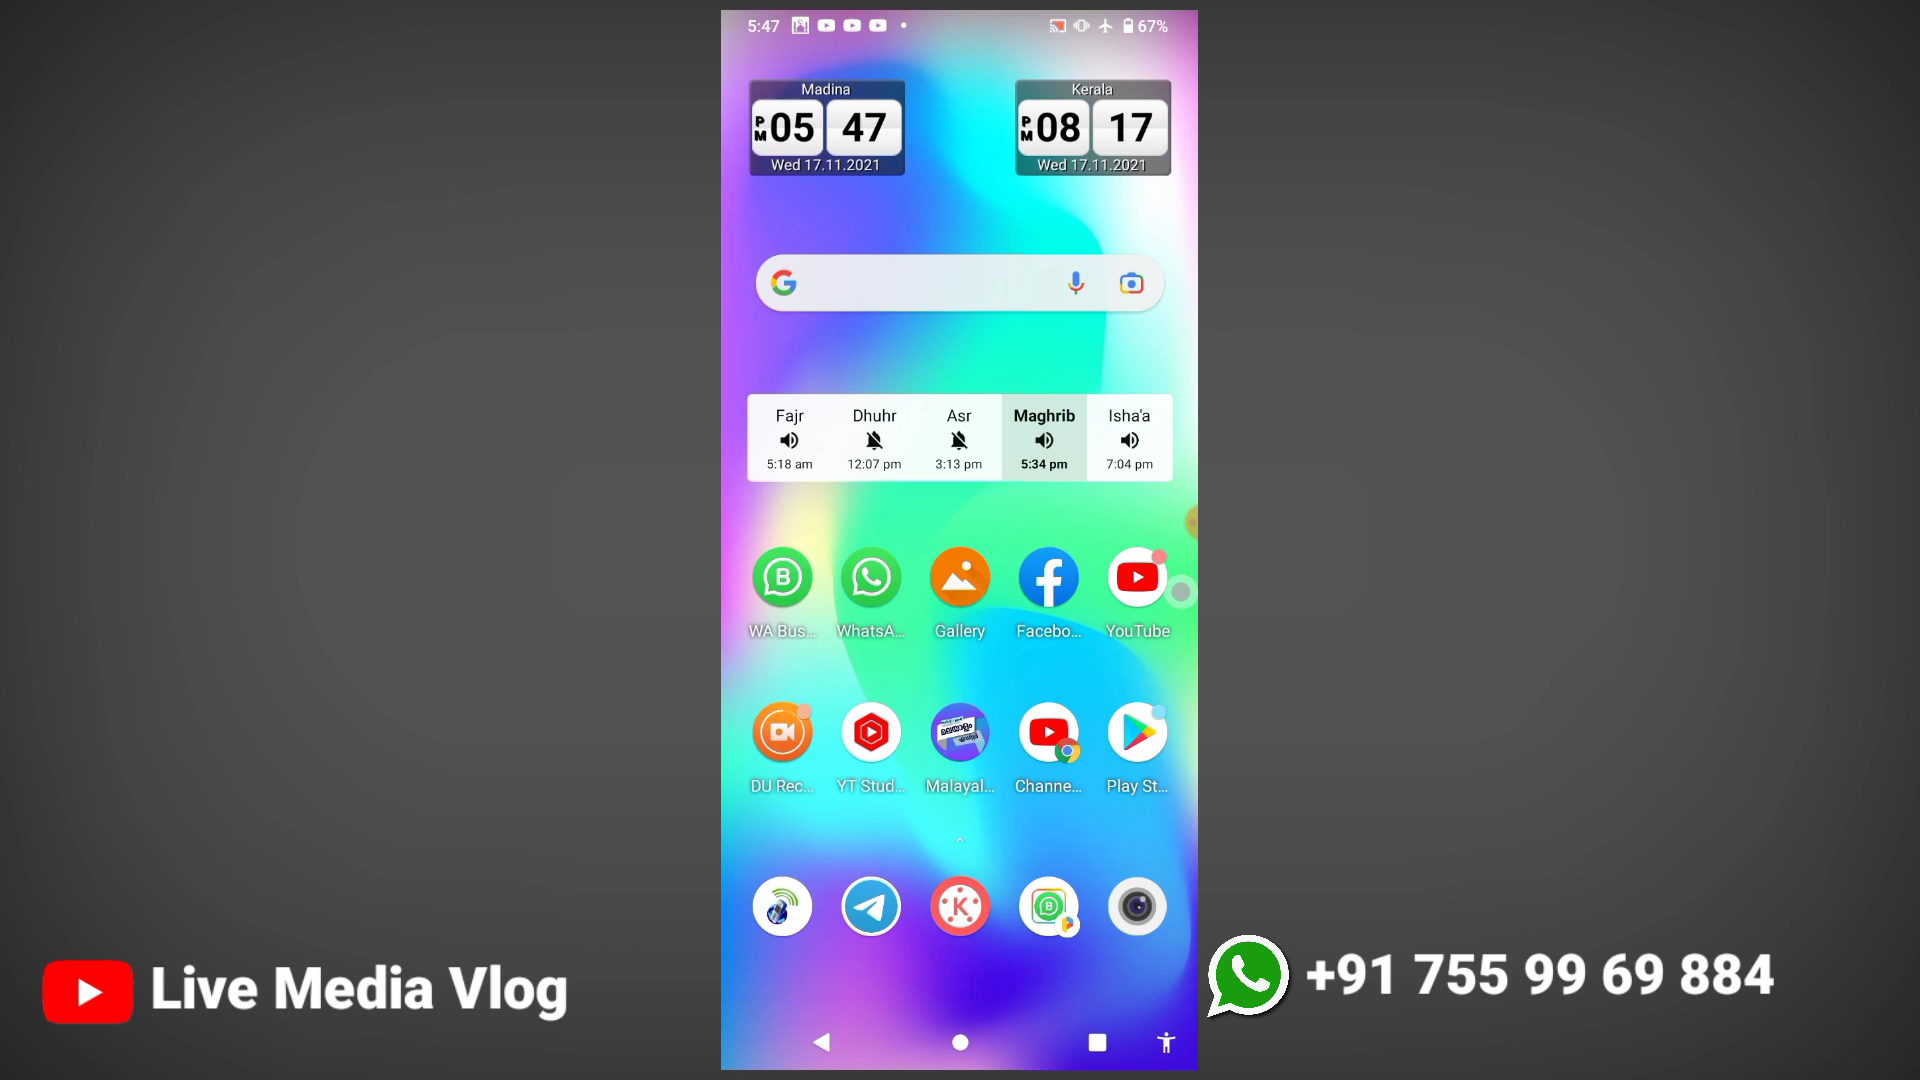 5:47
67%
Madina
Kerala
PM 05 47
PM 08 17
Wed 17.11.2021
Wed 17.11.2021
Fajr Dhuhr Asr Maghrib Isha'a
5:18 am 12:07 pm 3:13 pm 5:34 pm 7:04 pm
WA Bus... WhatsA... Gallery Facebo... YouTube
DU Rec... YT Stud... Malayal... Channe... Play St...
Live Media Vlog
+91 755 99 69 884